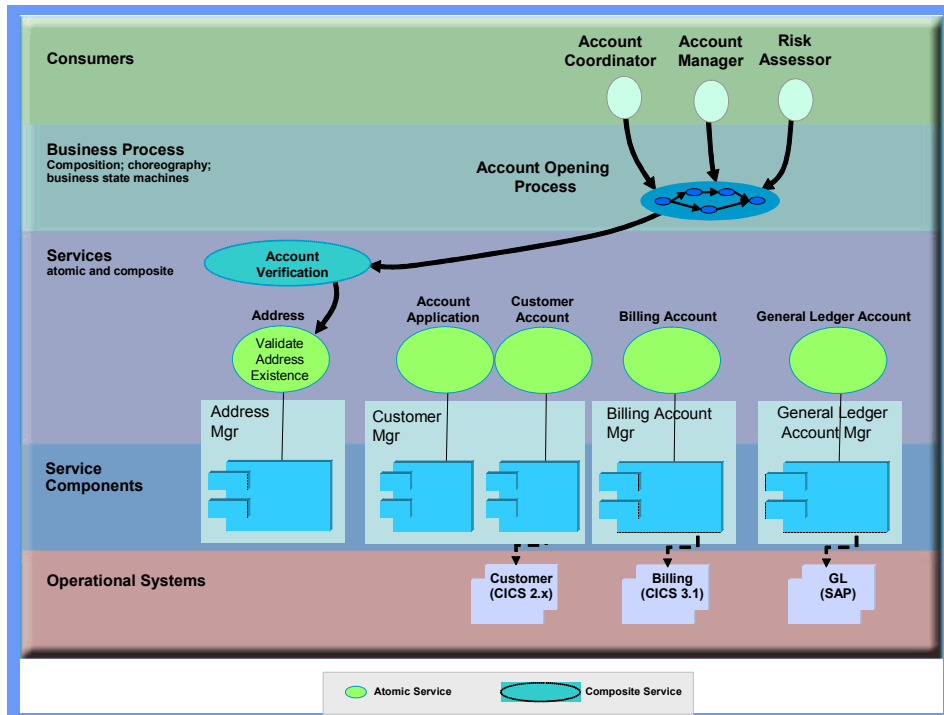 Consumers
Account
Coordinator
Account
Manager
Risk
Assessor
Business Process
Composition; choreography;
business state machines
Account Opening
Process
Services
atomic and composite
Account
Verification
Address
Account
Application
Customer
Account
Billing Account
General Ledger Account
Validate
Address
Existence
Address
Mgr
Customer
Mgr
Billing Account
Mgr
General Ledger
Account Mgr
Service
Components
Operational Systems
Customer
(CICS 2.x)
Billing
(CICS 3.1)
GL
(SAP)
Atomic Service
Composite Service